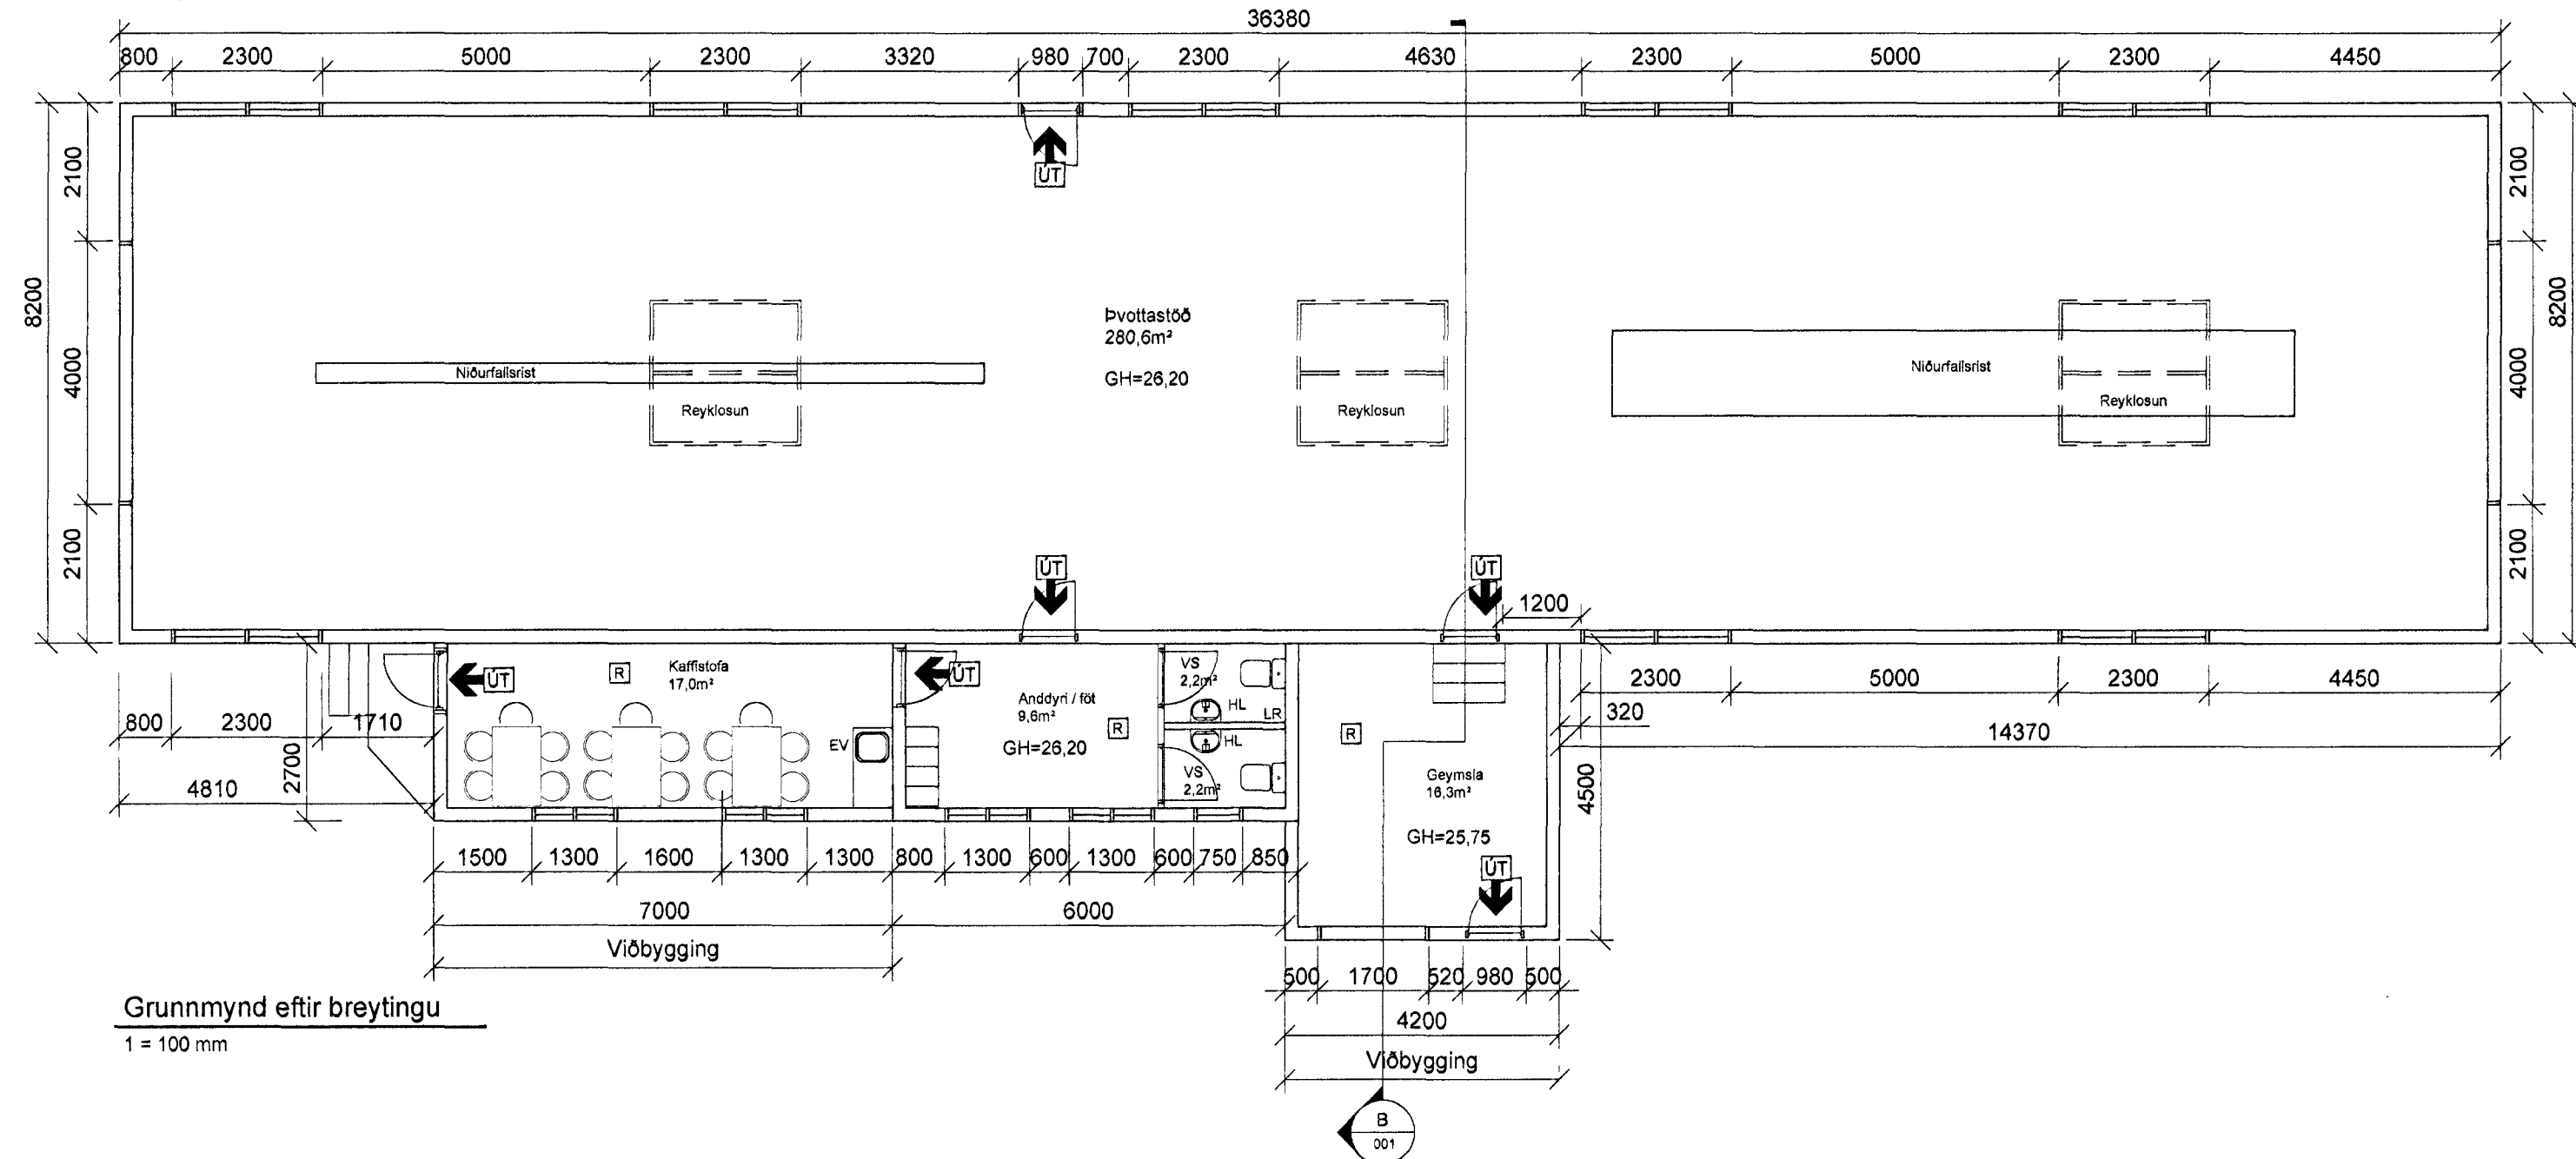 36380
800 2300 5000 2300 3320 980 700 2300 4630 2300 5000 2300 4450
8200
2100
4000
2100
2100
4000
2100
8200
ÚT
Þvottastöð
280,6m²
GH=26,20
Niðurfallsrist
Reyklosun
Reyklosun
Niðurfallsrist
Reyklosun
ÚT
ÚT
1200
ÚT
R
Kaffistofa
17,0m²
EV
ÚT
Anddyri / föt
9,6m²
R
GH=26,20
VS
2,2m²
HL
LR
HL
VS
2,2m²
R
Geymsla
16,3m²
GH=25,75
ÚT
2300 5000 2300 4450
320
14370
4500
800 2300 1710
4810
2700
1500 1300 1600 1300 1300 800 1300 600 1300 600 750 850
7000 6000
Viðbygging
500 1700 520 980 500
4200
Viðbygging
B
001
Grunnmynd eftir breytingu
1 = 100 mm